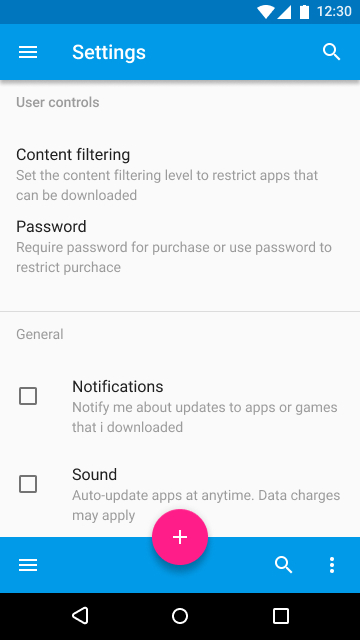 12:30
Settings
User controls
Content filtering
Set the content filtering level to restrict apps that
can be downloaded
Password
Require password for purchase or use password to
restrict purchace
General
Notifications
Notify me about updates to apps or games
that i downloaded
Sound
Auto-update apps at anytime. Data charges
may apply